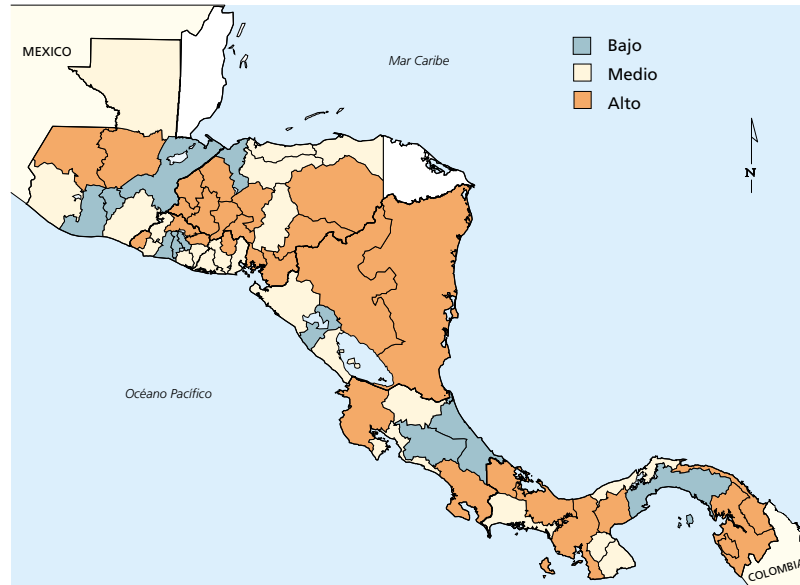 MEXICO
Mar Caribe
Bajo
Medio
Alto
N
Océano Pacífico
COLOMBIA